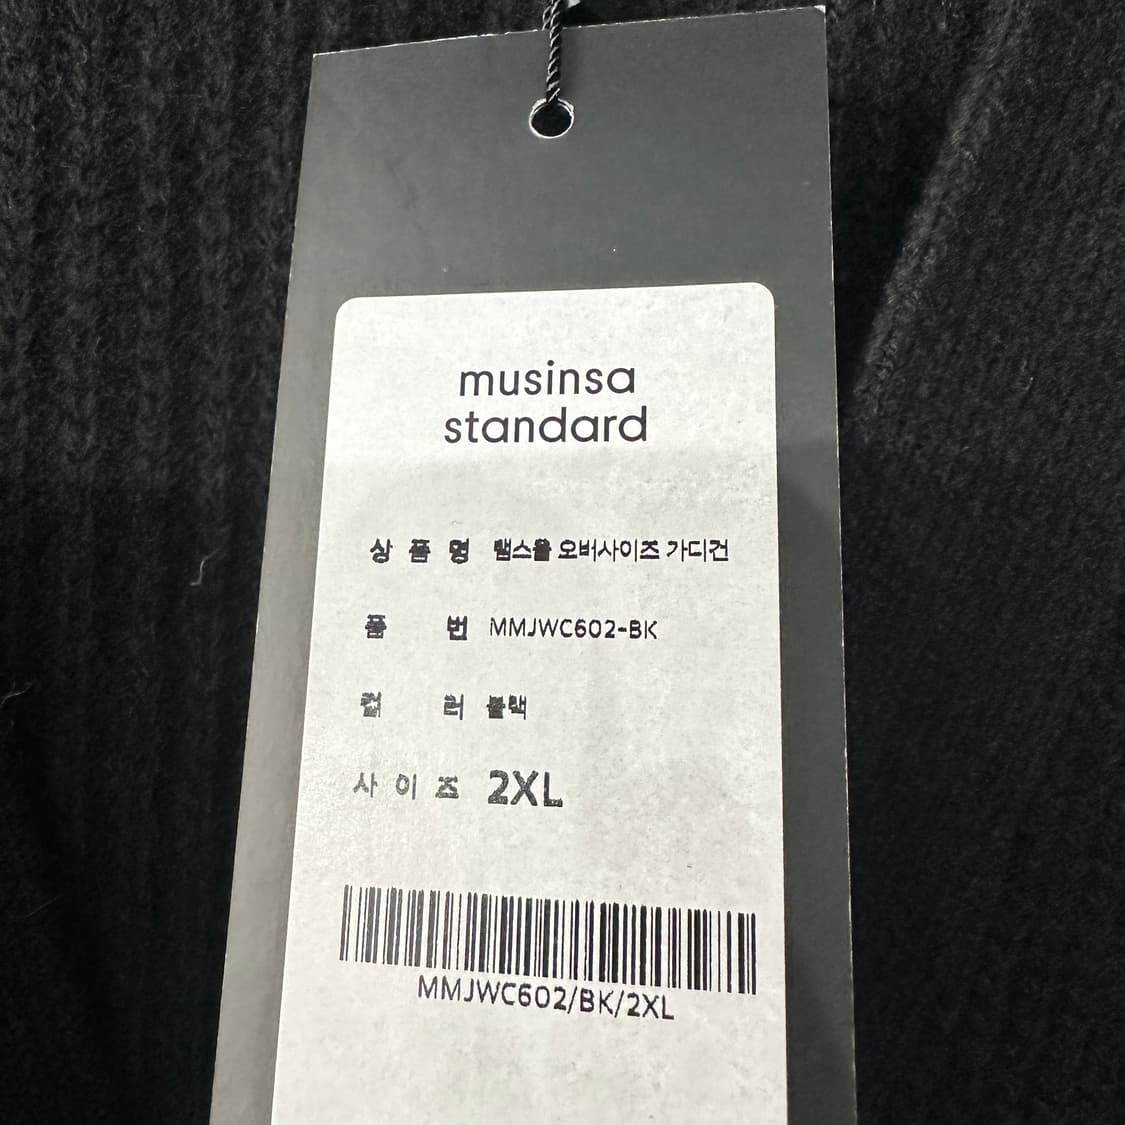 musinsa
standard
상 품 명 램스울 오버사이즈 가디건
품 번 MMJWC602-BK
컬 러 블랙
사 이 즈 2XL
MMJWC602/BK/2XL